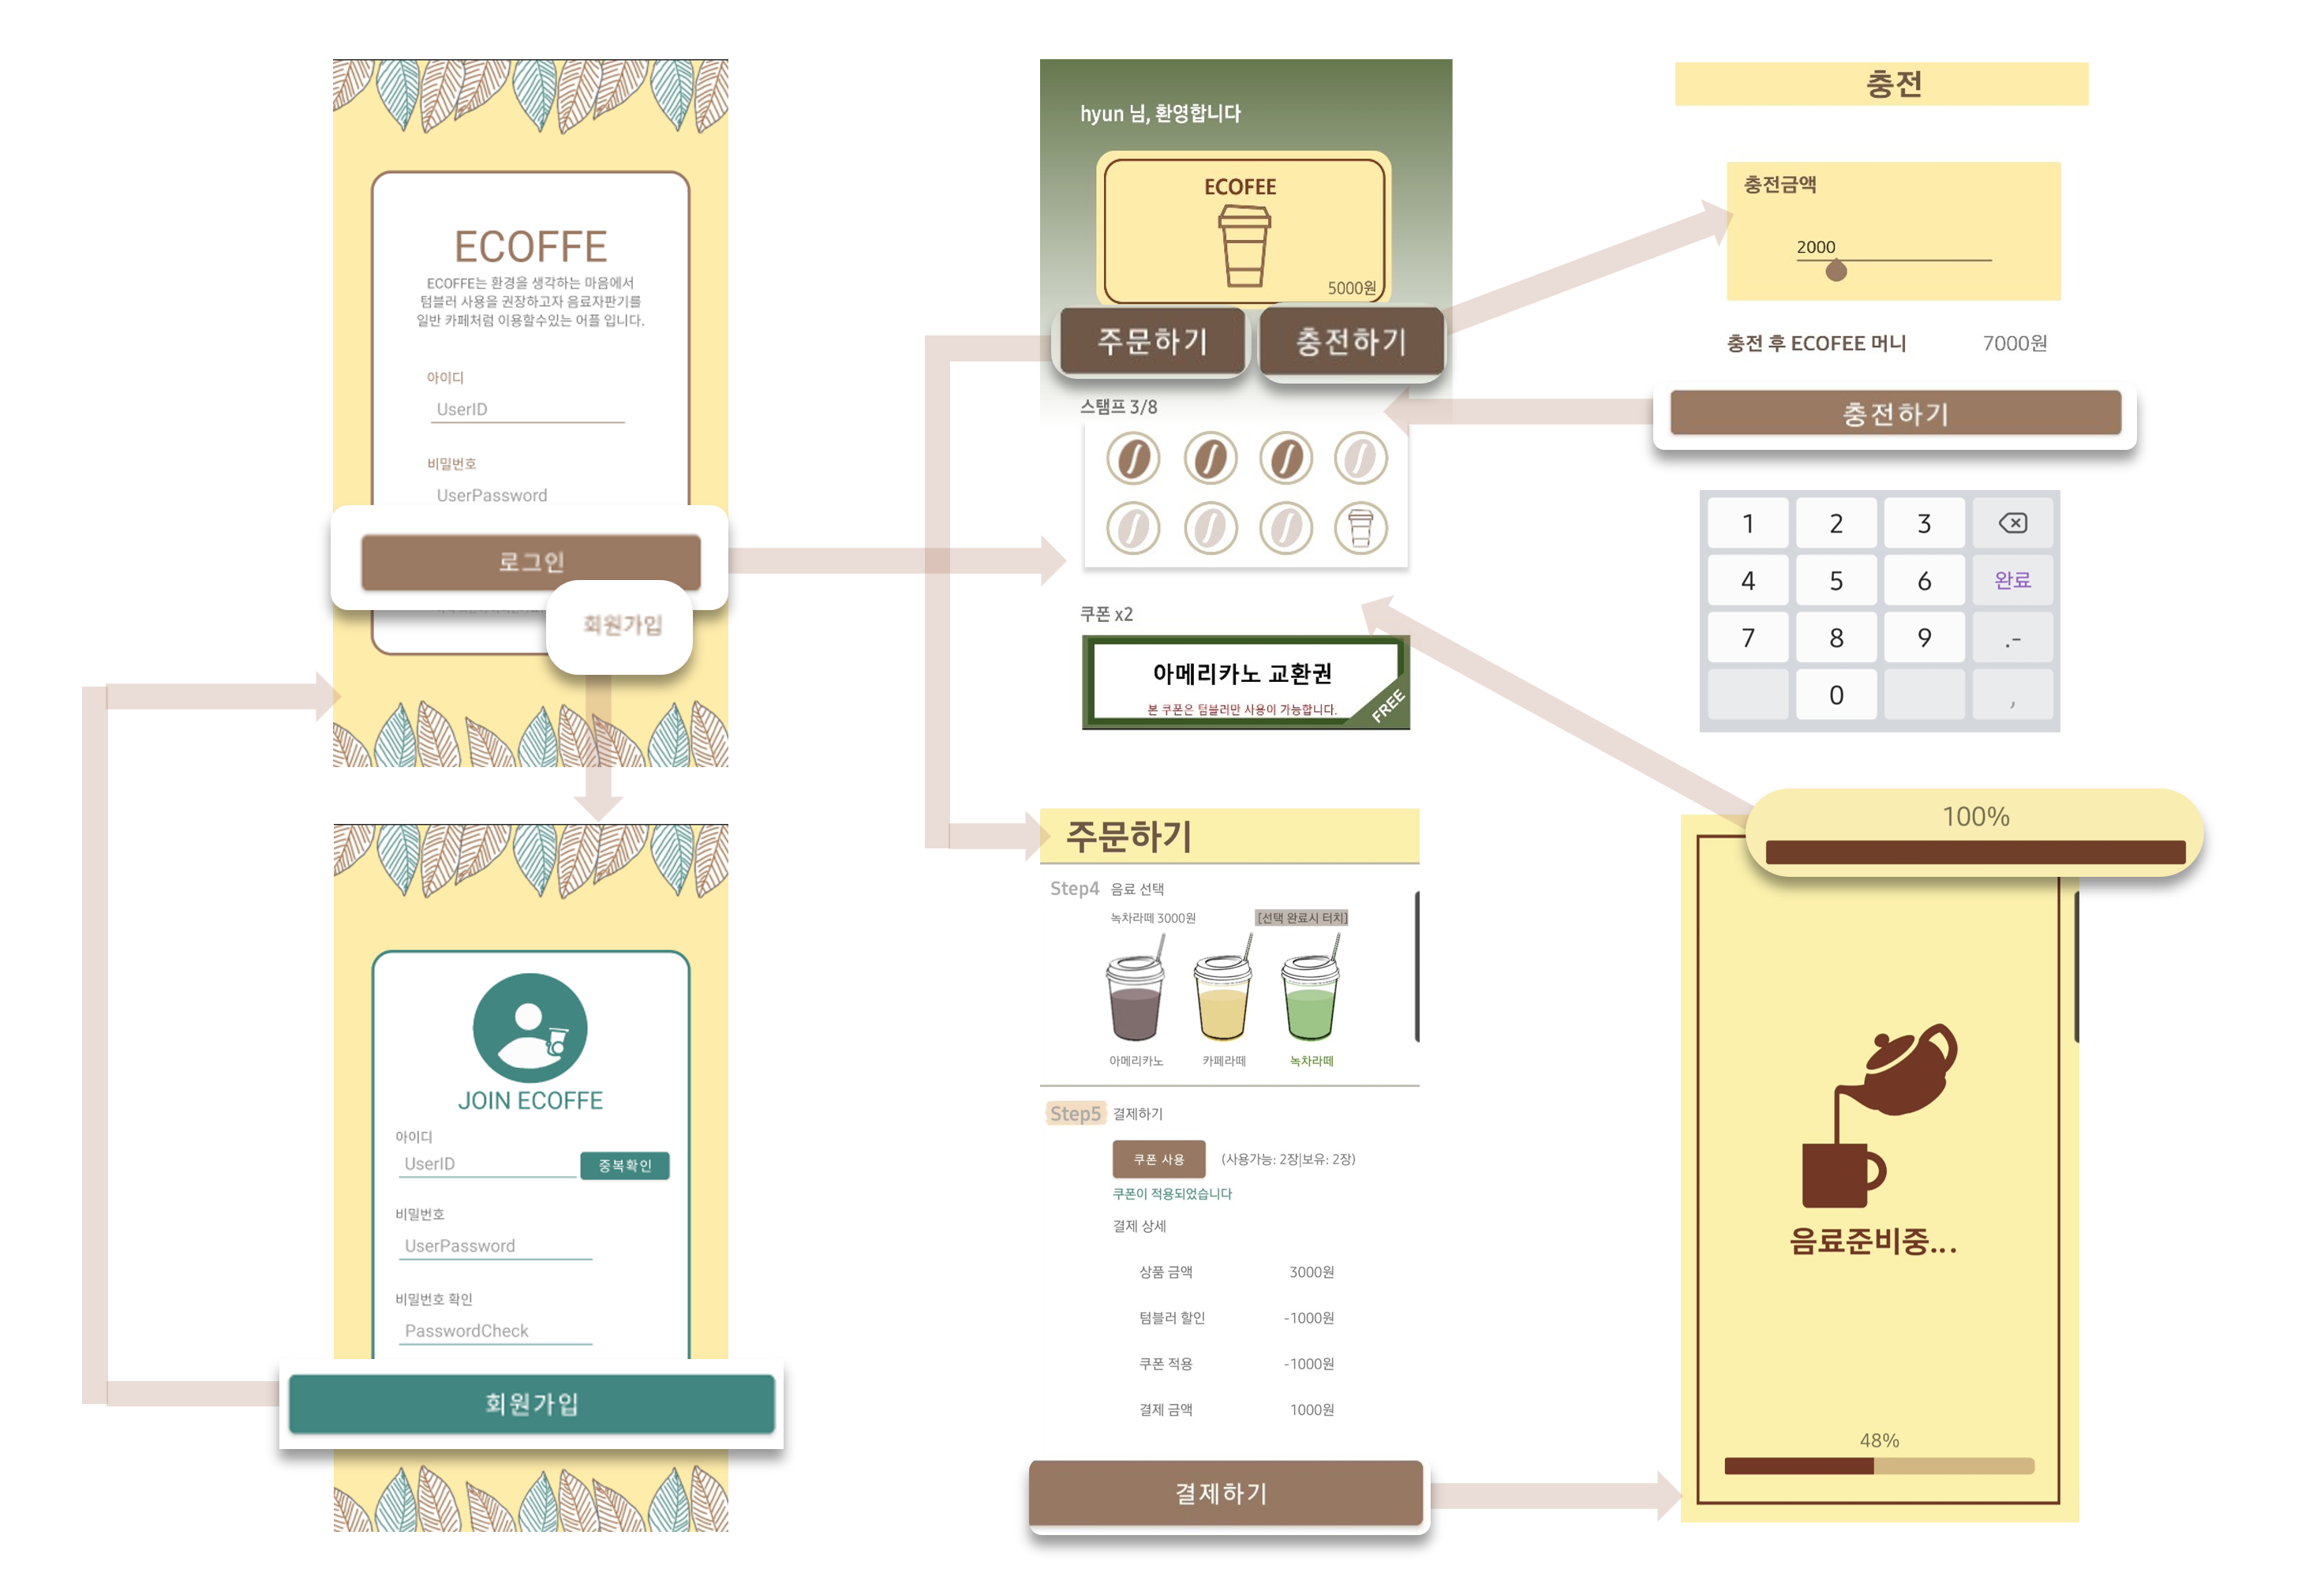 ECOFFE
ECOFFE는 환경을 생각하는 마음에서
텀블러 사용을 권장하고자 음료자판기를
일반 카페처럼 이용할수있는 어플 입니다.
아이디
UserID
비밀번호
UserPassword
로그인
회원가입
JOIN ECOFFE
아이디
UserID
중복확인
비밀번호
UserPassword
비밀번호 확인
PasswordCheck
회원가입
hyun 님, 환영합니다
ECOFEE
5000원
주문하기
충전하기
스탬프 3/8
쿠폰 x2
아메리카노 교환권
본 쿠폰은 텀블러만 사용이 가능합니다.
FREE
주문하기
Step4 음료 선택
녹차라떼 3000원 [선택 완료시 터치]
아메리카노 카페라떼 녹차라떼
Step5 결제하기
쿠폰 사용 (사용가능: 2장|보유: 2장)
쿠폰이 적용되었습니다
결제 상세
상품 금액 3000원
텀블러 할인 -1000원
쿠폰 적용 -1000원
결제 금액 1000원
결제하기
충전
충전금액
2000
충전 후 ECOFEE 머니 7000원
충전하기
1 2 3
4 5 6 완료
7 8 9 .-
0 ,
100%
음료준비중...
48%